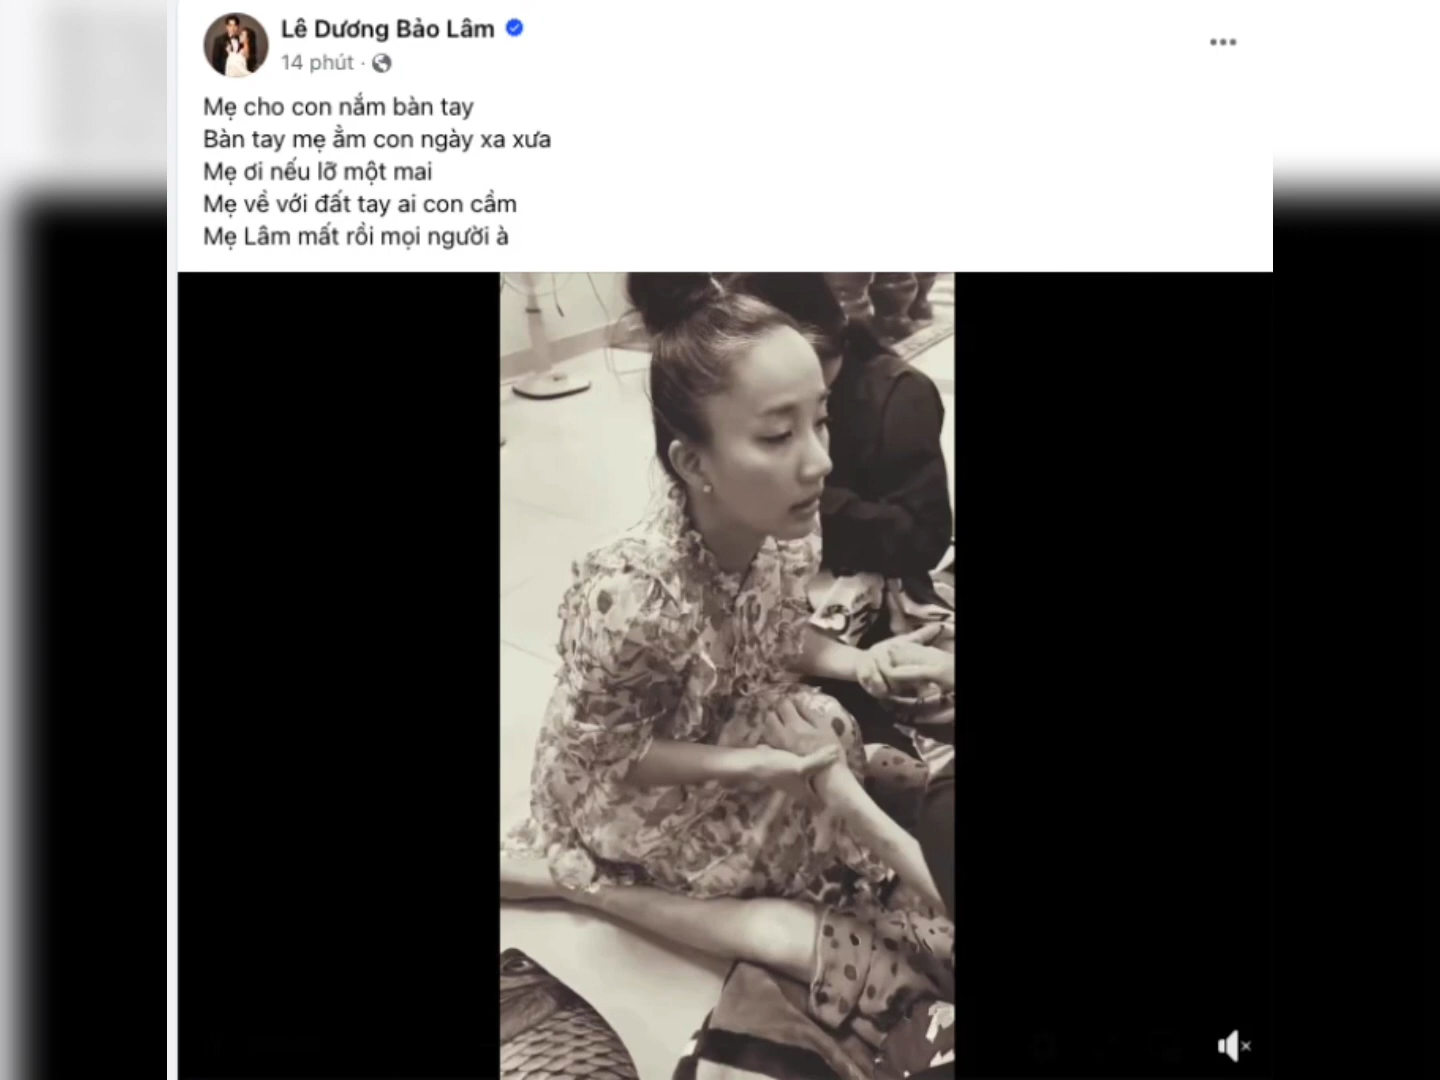 Lê Dương Bảo Lâm
14 phút ·
Mẹ cho con nắm bàn tay
Bàn tay mẹ ẳm con ngày xa xưa
Mẹ ơi nếu lỡ một mai
Mẹ về với đất tay ai con cầm
Mẹ Lâm mất rồi mọi người à